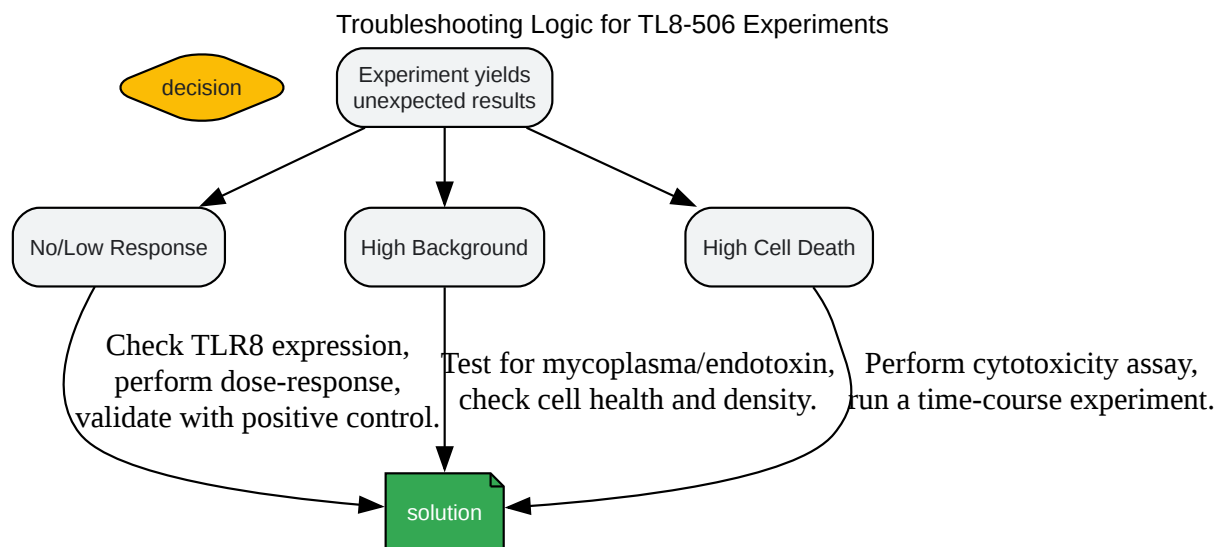 Troubleshooting Logic for TL8-506 Experiments
decision
Experiment yields
unexpected results
No/Low Response
High Background
High Cell Death
Check TLR8 expression,
perform dose-response,
validate with positive control.
Test for mycoplasma/endotoxin,
check cell health and density.
Perform cytotoxicity assay,
run a time-course experiment.
solution